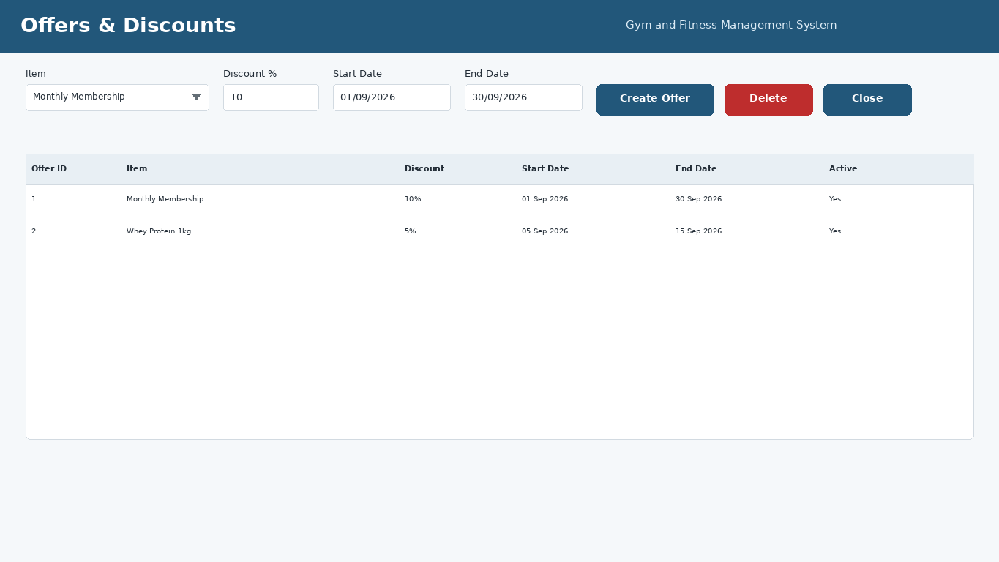 Offers & Discounts
Gym and Fitness Management System
Item Discount % Start Date End Date
Monthly Membership 10 01/09/2026 30/09/2026 Create Offer Delete Close
Offer ID Item Discount Start Date End Date Active
1 Monthly Membership 10% 01 Sep 2026 30 Sep 2026 Yes
2 Whey Protein 1kg 5% 05 Sep 2026 15 Sep 2026 Yes